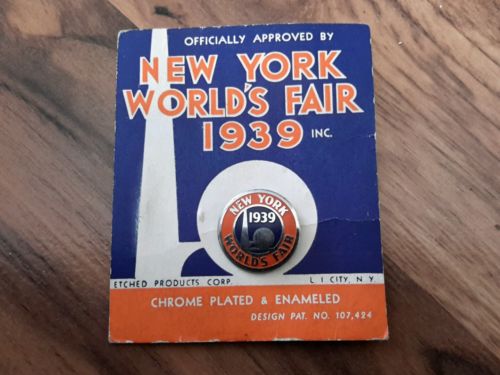 OFFICIALLY APPROVED BY
NEW YORK
WORLD'S FAIR
1939 INC.
NEW YORK
1939
WORLD'S FAIR
ETCHED PRODUCTS CORP. L I CITY, N Y
CHROME PLATED & ENAMELED
DESIGN PAT. NO. 107,424